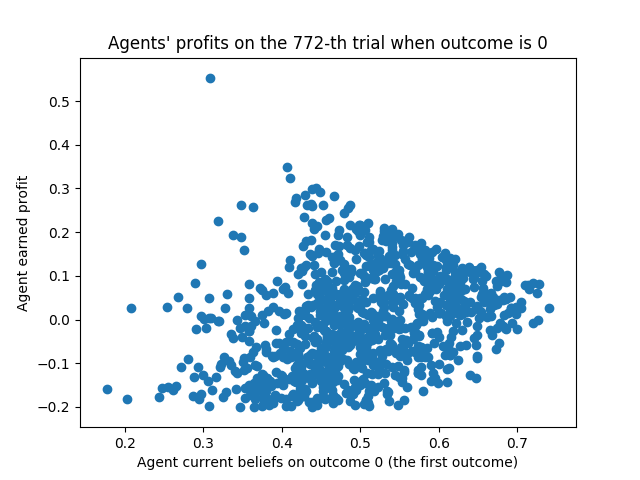 Agents' profits on the 772-th trial when outcome is 0
Agent earned profit
0.5
0.4
0.3
0.2
0.1
0.0
−0.1
−0.2
0.2 0.3 0.4 0.5 0.6 0.7
Agent current beliefs on outcome 0 (the first outcome)